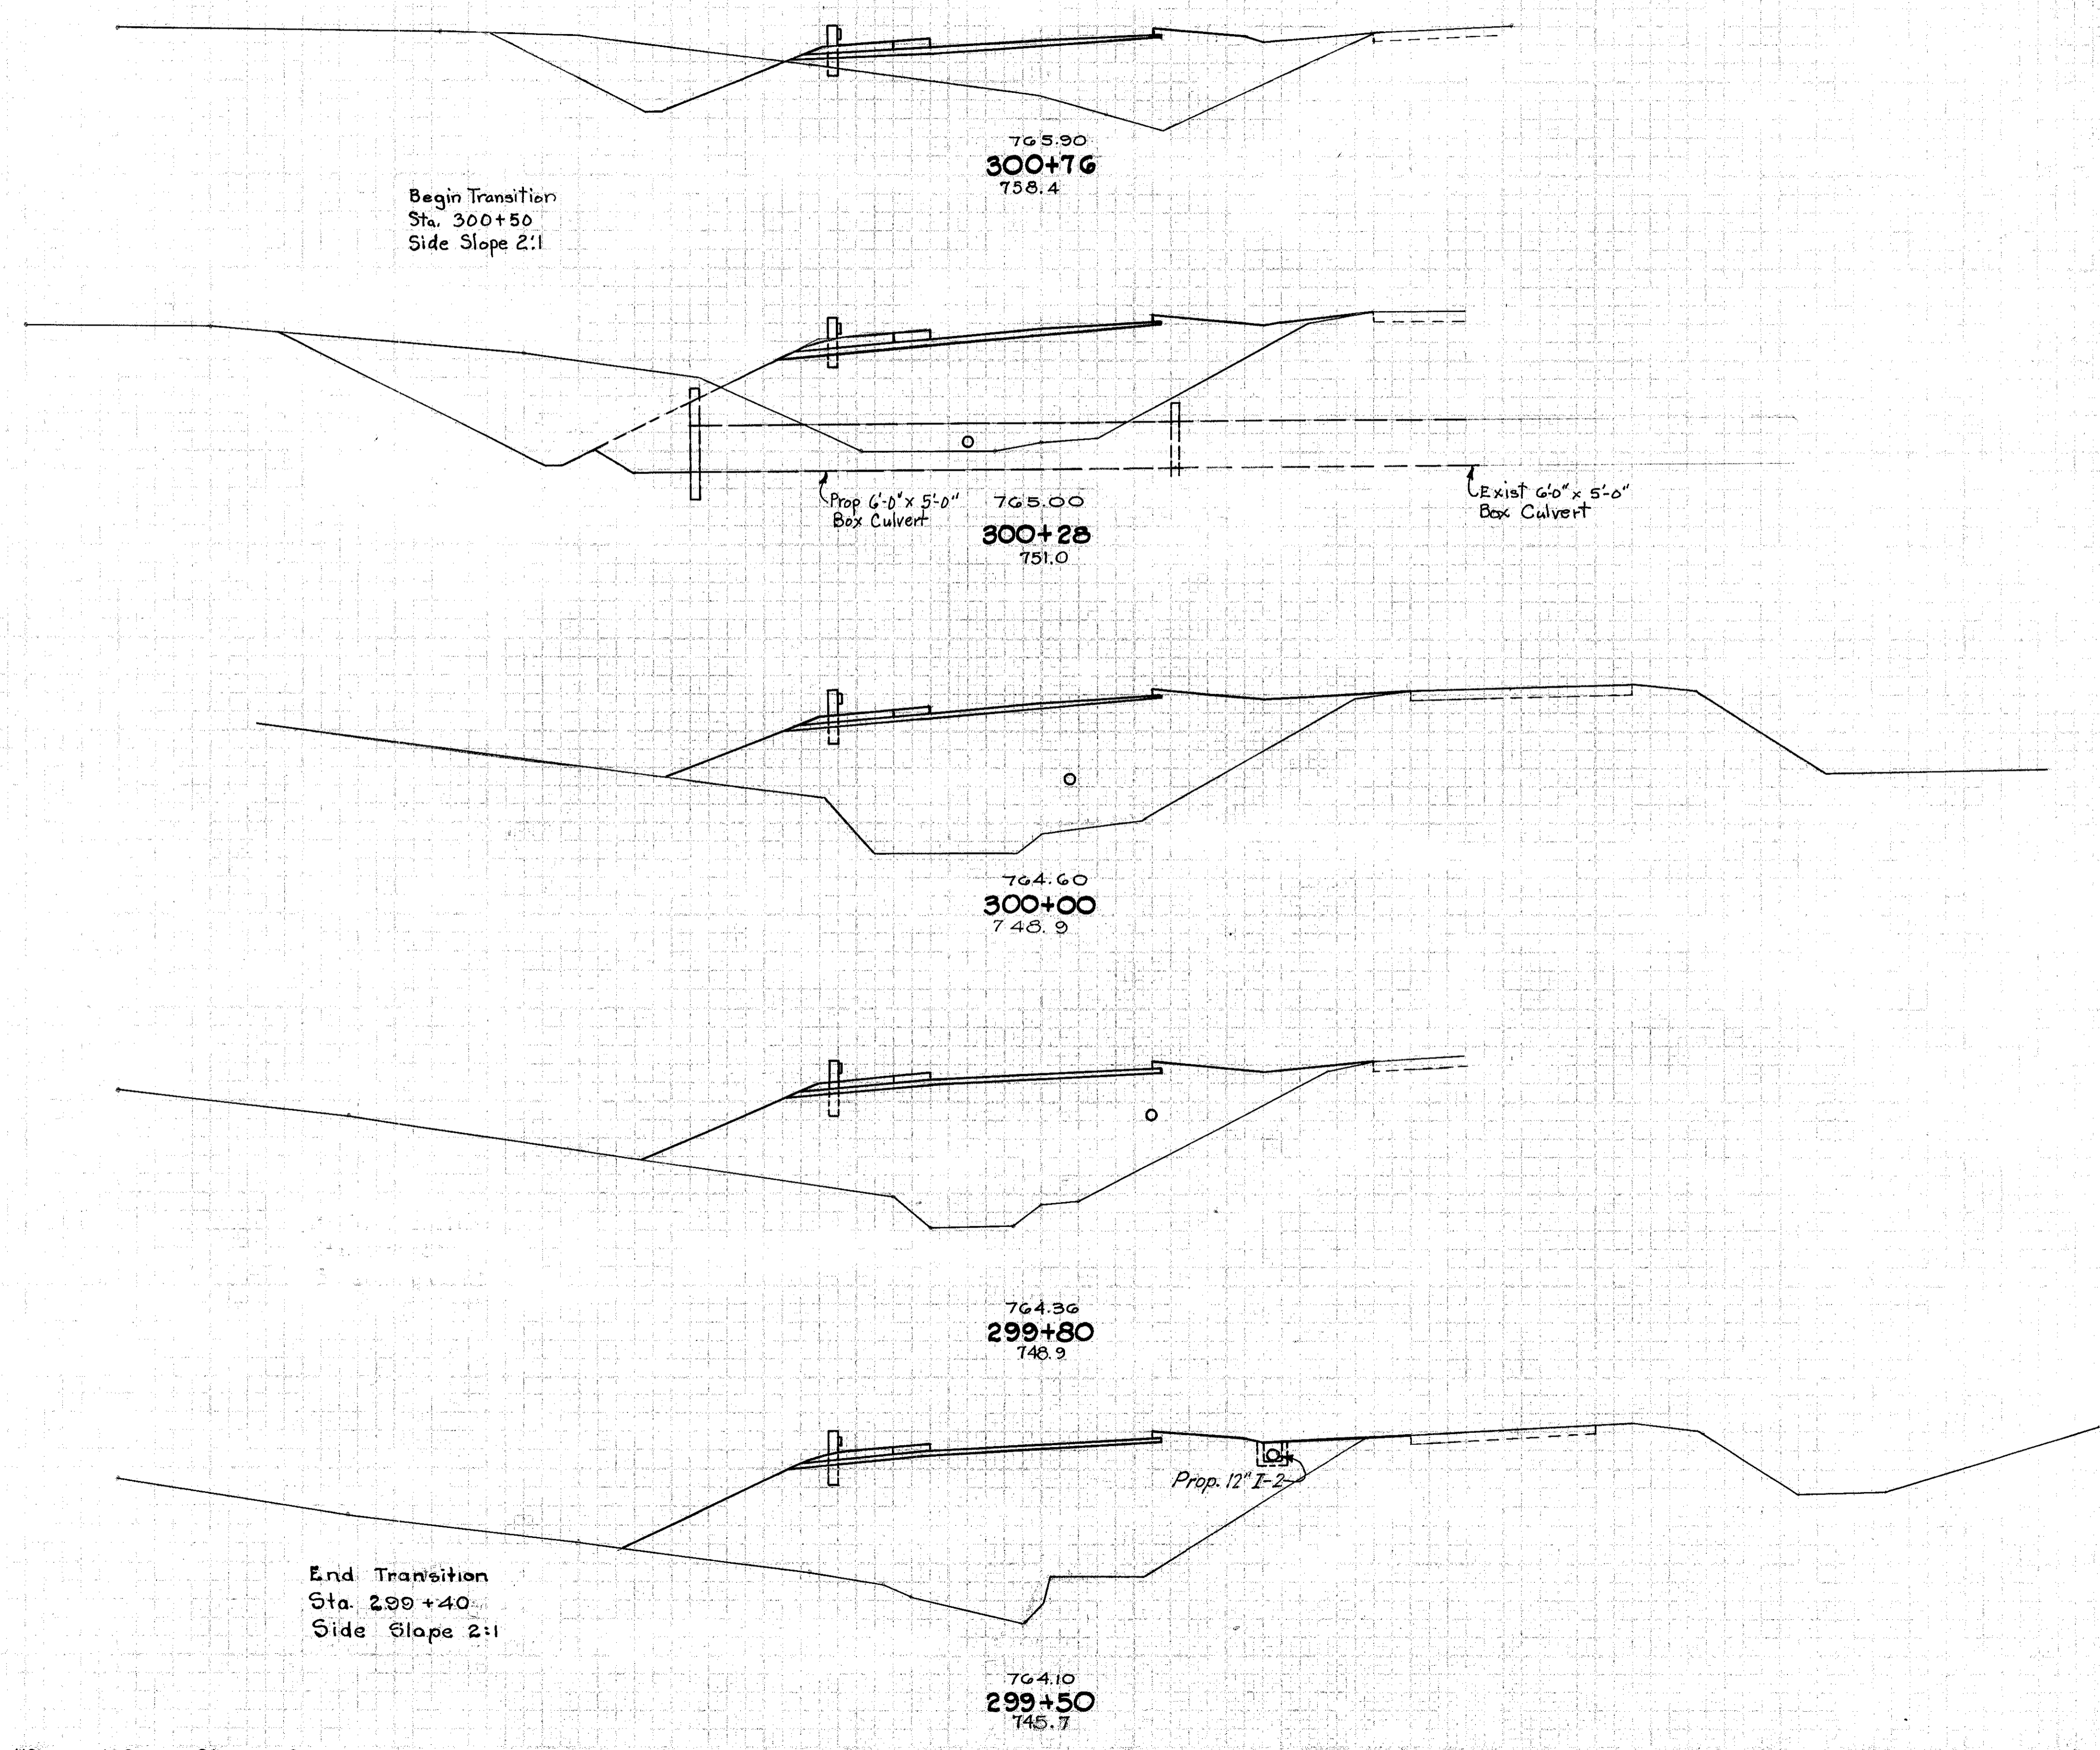 765.90
300+76
758.4
Begin Transition
Sta. 300+50
Side Slope 2:1
Prop 6'-0" x 5'-0"
Box Culvert
765.00
300+28
751.0
Exist 6'-0" x 5'-0"
Box Culvert
764.60
300+00
748.9
764.36
299+80
748.9
Prop. 12" I-2
End Transition
Sta. 299+40
Side Slope 2:1
764.10
299+50
745.7